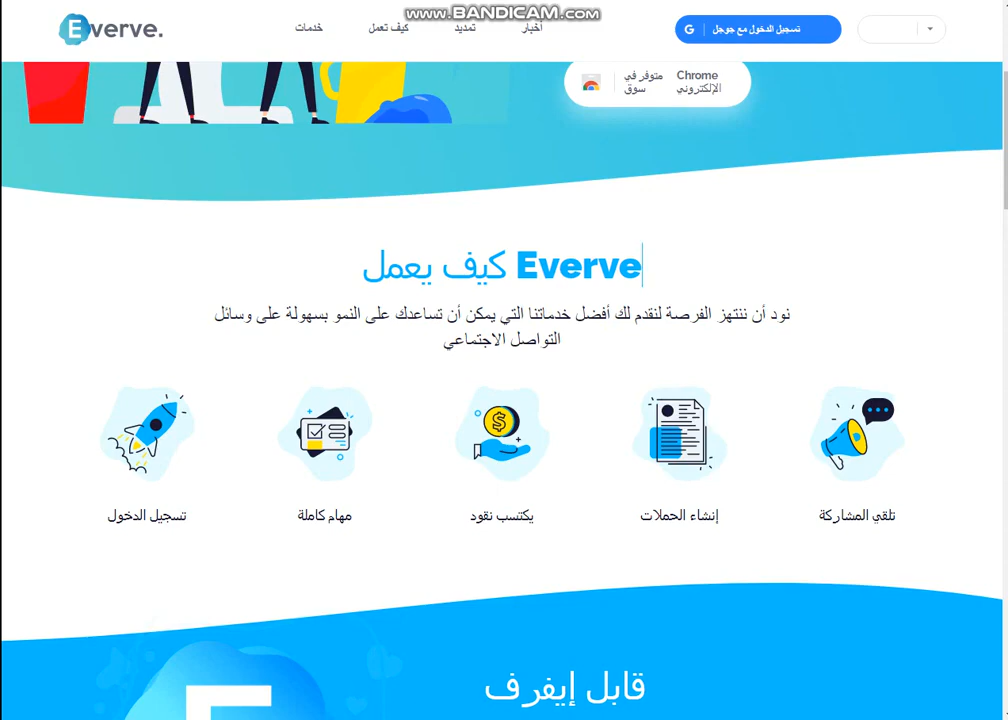 www.BANDICAM.com
Everve.
خدمات
كيف تعمل
تمديد
أخبار
G تسجيل الدخول مع جوجل
متوفر في Chrome
سوق الإلكتروني
كيف يعمل Everve
نود أن ننتهز الفرصة لنقدم لك أفضل خدماتنا التي يمكن أن تساعدك على النمو بسهولة على وسائل
التواصل الاجتماعي
تسجيل الدخول
مهام كاملة
يكتسب نقود
إنشاء الحملات
تلقي المشاركة
قابل إيفرف